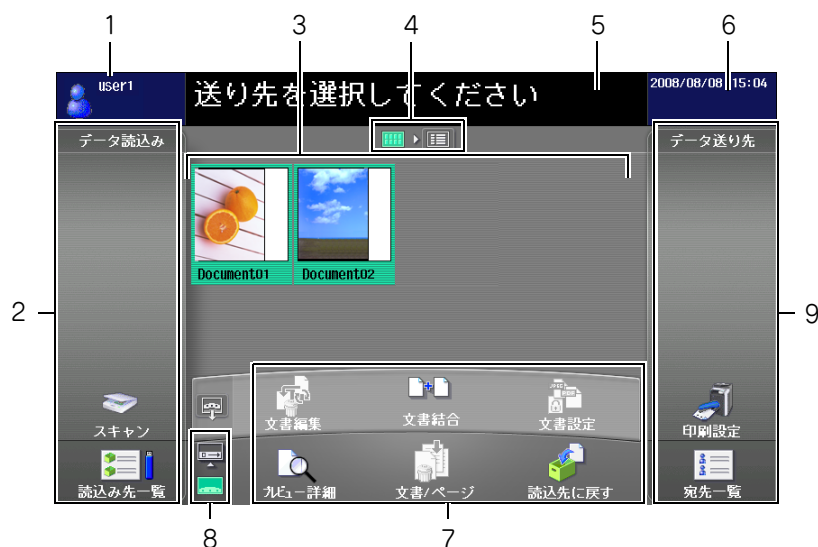 1
3
4
5
6
user1
送り先を選択してください
2008/08/08 15:04
データ読込み
データ送り先
Document01
Document02
2
9
スキャン
文書編集
文書結合
文書設定
印刷設定
読込み先一覧
プレビュー詳細
文書/ページ
読込先に戻す
宛先一覧
8
7